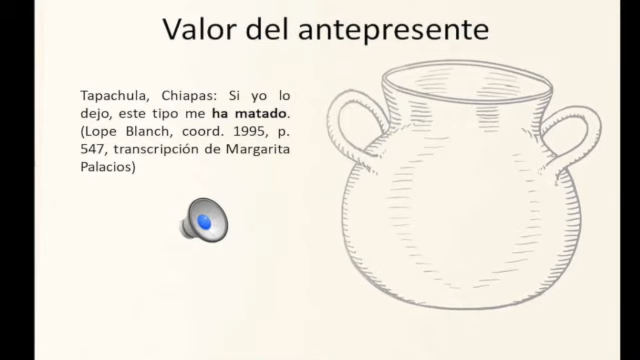 Valor del antepresente
Tapachula, Chiapas: Si yo lo
dejo, este tipo me ha matado.
(Lope Blanch, coord. 1995, p.
547, transcripción de Margarita
Palacios)